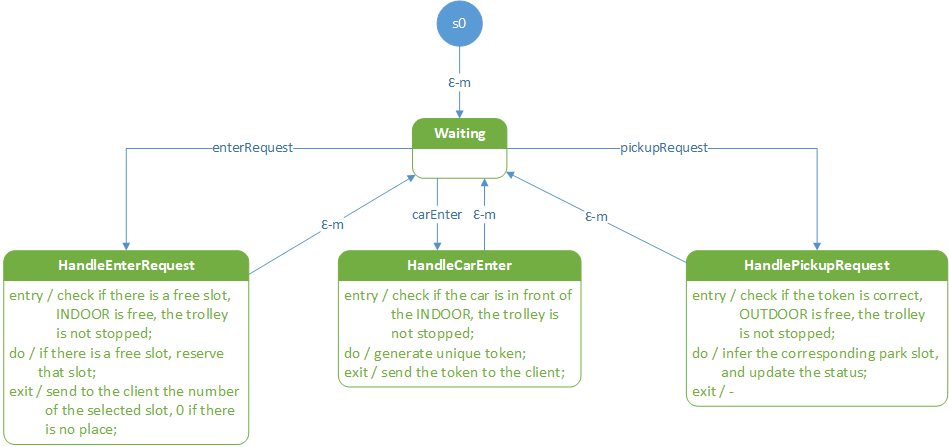 s0
Ɛ-m
Waiting
enterRequest
pickupRequest
carEnter
Ɛ-m
Ɛ-m
Ɛ-m
HandleEnterRequest
entry / check if there is a free slot,
INDOOR is free, the trolley
is not stopped;
do / if there is a free slot, reserve
that slot;
exit / send to the client the number
of the selected slot, 0 if there
is no place;
HandleCarEnter
entry / check if the car is in front of
the INDOOR, the trolley is
not stopped;
do / generate unique token;
exit / send the token to the client;
HandlePickupRequest
entry / check if the token is correct,
OUTDOOR is free, the trolley
is not stopped;
do / infer the corresponding park slot,
and update the status;
exit / -